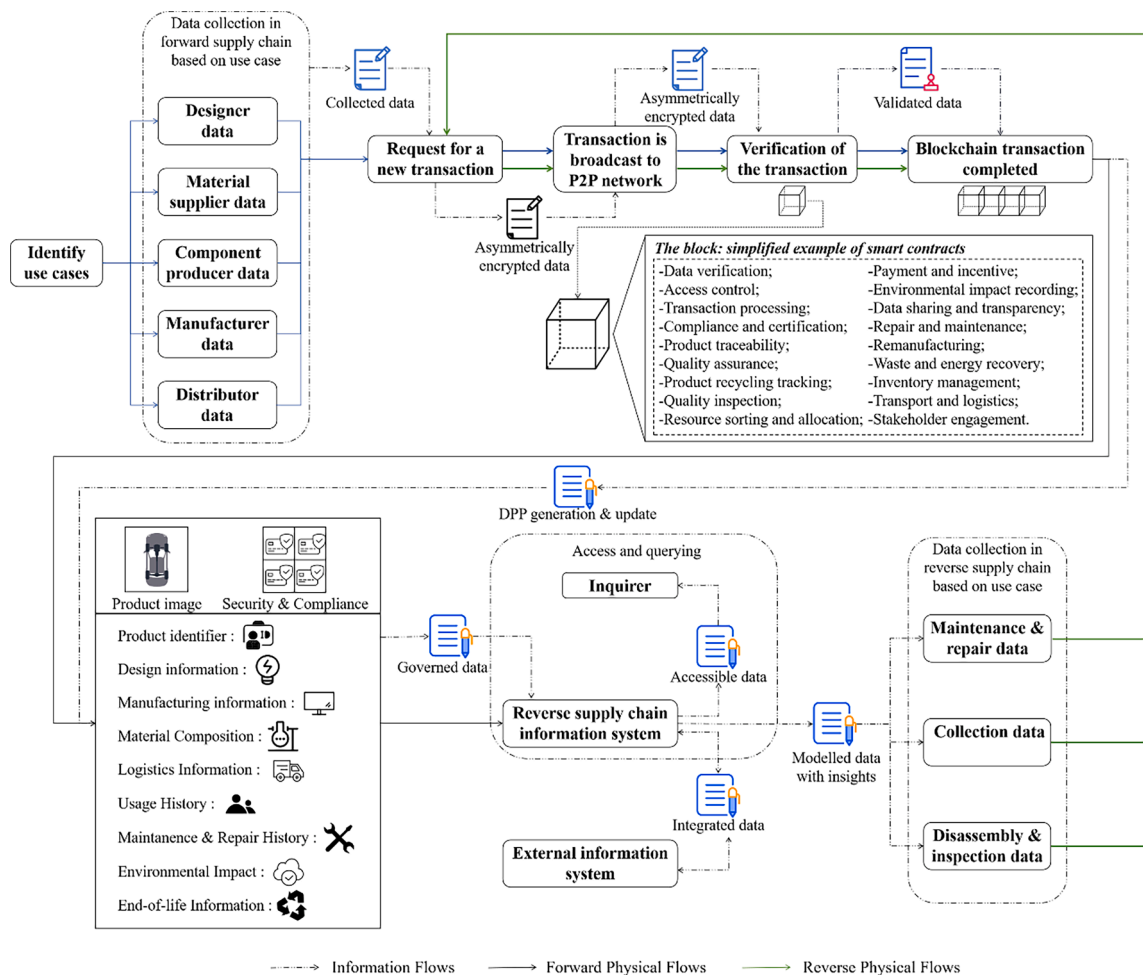 Data collection in
forward supply chain
based on use case
Collected data
Asymmetrically
encrypted data
Validated data
Designer
data
Request for a
new transaction
Transaction is
broadcast to
P2P network
Verification of
the transaction
Blockchain transaction
completed
Material
supplier data
Asymmetrically
encrypted data
Identify
use cases
Component
producer data
Manufacturer
data
Distributor
data
The block: simplified example of smart contracts
-Data verification;
-Access control;
-Transaction processing;
-Compliance and certification;
-Product traceability;
-Quality assurance;
-Product recycling tracking;
-Quality inspection;
-Resource sorting and allocation;
-Payment and incentive;
-Environmental impact recording;
-Data sharing and transparency;
-Repair and maintenance;
-Remanufacturing;
-Waste and energy recovery;
-Inventory management;
-Transport and logistics;
-Stakeholder engagement.
DPP generation & update
Product image
Security & Compliance
Product identifier :
ID
Design information :
Manufacturing information :
Material Composition :
Logistics Information :
Usage History :
Maintanence & Repair History :
Environmental Impact :
End-of-life Information :
Governed data
Access and querying
Inquirer
Accessible data
Reverse supply chain
information system
Integrated data
External information
system
Modelled data
with insights
Data collection in
reverse supply chain
based on use case
Maintenance &
repair data
Collection data
Disassembly &
inspection data
Information Flows
Forward Physical Flows
Reverse Physical Flows